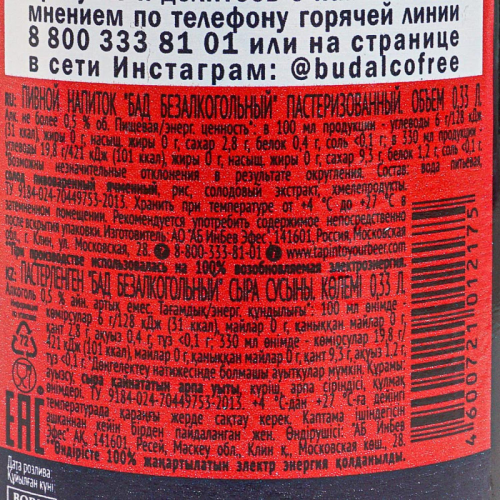 мнением по телефону горячей линии
8 800 333 81 01 или на странице
в сети Инстаграм: @budalcofree
RU: ПИВНОЙ НАПИТОК "БАД БЕЗАЛКОГОЛЬНЫЙ" ПАСТЕРИЗОВАННЫЙ. ОБЪЕМ 0,33 Л.
Алк. не более 0,5 % об. Пищевая/энерг. ценность*: в 100 мл продукции - углеводы 6 г/128 кДж
(31 ккал), жиры 0 г, насыщ. жиры 0 г, сахар 2,8 г, белок 0,4 г, соль <0,1 г; в 330 мл продукции -
углеводы 19,8 г/421 кДж (101 ккал), жиры 0 г, насыщ. жиры 0 г, сахар 9,3 г, белок 1,2 г, соль <0,1 г.
*Возможны незначительные отклонения в результате округления. Состав: вода питьевая,
солод пивоваренный ячменный, рис, солодовый экстракт, хмелепродукты.
ТУ 9184-024-70449753-2013. Хранить при температуре от +4 °С до +27 °С в
затемненном помещении. Рекомендуется употребить содержимое непосредственно
после вскрытия упаковки. Изготовитель: АО "АБ ИнБев Эфес", 141601, Россия, Московская
обл., г. Клин, ул. Московская, 28. 8-800-333-81-01 www.tapintoyourbeer.com
При производстве используется на 100% возобновляемая электроэнергия.
KZ: ПАСТЕРЛЕНГЕН "БАД БЕЗАЛКОГОЛЬНЫЙ" СЫРА СУСЫНЫ. КӨЛЕМІ 0,33 Л.
Алкоголь 0,5 % айн. артық емес. Тағамдық/энерг. құндылығы*: 100 мл өнімде -
көмірсулар 6 г/128 кДж (31 ккал), майлар 0 г, қаныққан майлар 0 г,
қант 2,8 г, ақуыз 0,4 г, тұз <0,1 г; 330 мл өнімде - көмірсулар 19,8 г/
421 кДж (101 ккал), майлар 0 г, қаныққан майлар 0 г, қант 9,3 г, ақуыз 1,2 г,
тұз <0,1 г. *Дөңгелектеу нәтижесінде болмашы ауытқулар мүмкін. Құрамы:
ауызсу, сыра қайнататын арпа уыты, күріш, арпа сіріндісі, құлмақ
өнімдері. ТУ 9184-024-70449753-2013. +4 °С-дан +27 °С-ға дейінгі
температурада қараңғы жерде сақтау керек. Қаптама ішіндегісін
ашқаннан кейін бірден пайдаланған жөн. Өндіруші: "АБ ИнБев
Эфес" АҚ, 141601, Ресей, Мәскеу обл., Клин қ., Московская көш., 28.
Өндірісте 100% жаңартылатын электр энергия қолданылды.
72
EAC
4600721012175
Дата розлива:
Құйылған күні: